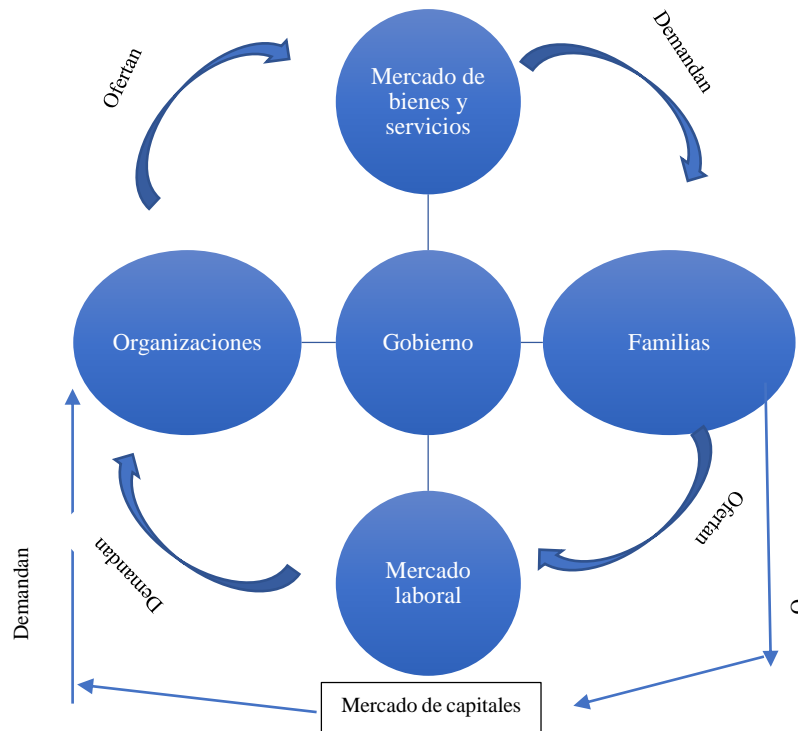 Ofertan
Mercado de
bienes y
servicios
Demandan
Organizaciones
Gobierno
Familias
Demandan
Demandan
Mercado
laboral
Ofertan
Mercado de capitales